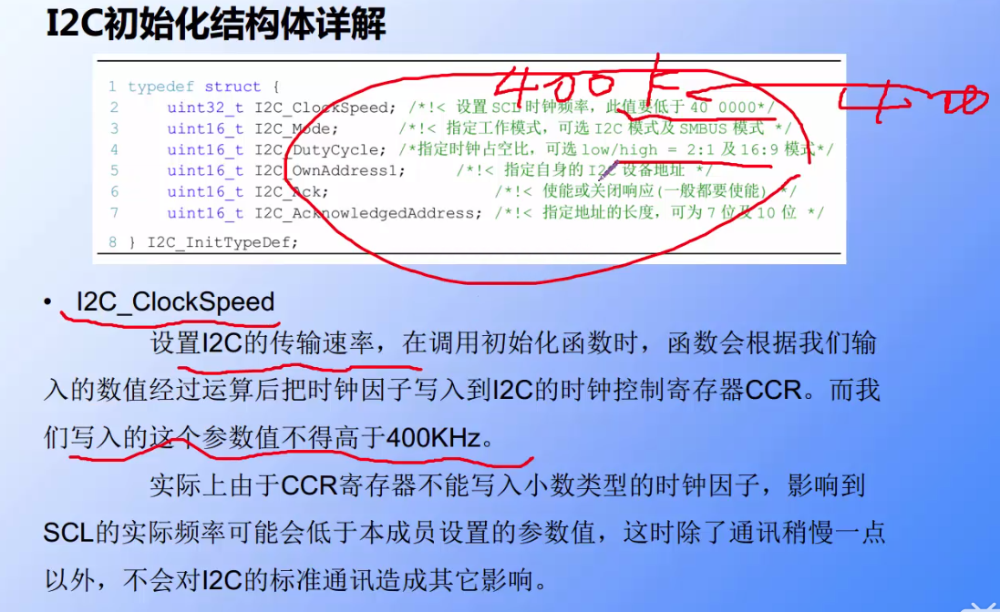 I2C初始化结构体详解
400k
400
1 typedef struct {
2 uint32_t I2C_ClockSpeed; /*!< 设置 SCL 时钟频率，此值要低于 40 0000*/
3 uint16_t I2C_Mode; /*!< 指定工作模式，可选 I2C 模式及 SMBUS 模式 */
4 uint16_t I2C_DutyCycle; /*指定时钟占空比，可选 low/high = 2:1 及 16:9 模式*/
5 uint16_t I2C_OwnAddress1; /*!< 指定自身的 I2C 设备地址 */
6 uint16_t I2C_Ack; /*!< 使能或关闭响应(一般都要使能) */
7 uint16_t I2C_AcknowledgedAddress; /*!< 指定地址的长度，可为 7 位及 10 位 */
8 } I2C_InitTypeDef;
• I2C_ClockSpeed
设置I2C的传输速率，在调用初始化函数时，函数会根据我们输
入的数值经过运算后把时钟因子写入到I2C的时钟控制寄存器CCR。而我
们写入的这个参数值不得高于400KHz。
实际上由于CCR寄存器不能写入小数类型的时钟因子，影响到
SCL的实际频率可能会低于本成员设置的参数值，这时除了通讯稍慢一点
以外，不会对I2C的标准通讯造成其它影响。